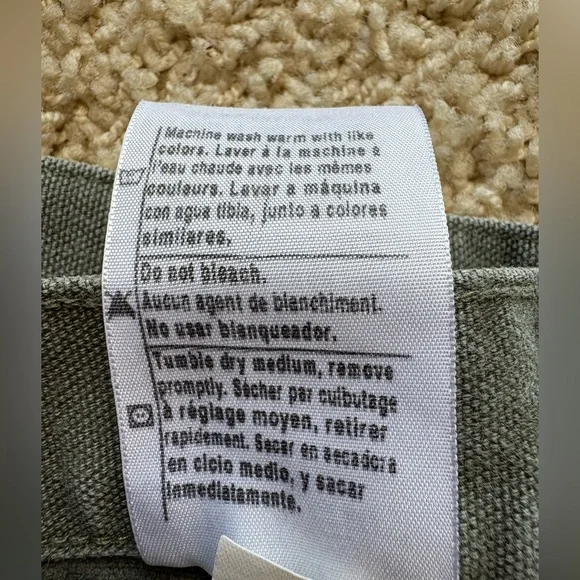 Machine wash warm with like
colors. Laver à la machine à
l'eau chaude avec les mêmes
couleurs. Lavar a máquina
con agua tibia, junto a colores
similares.
Do not bleach.
Aucun agent de blanchiment.
No usar blanqueador.
Tumble dry medium, remove
promptly. Sécher par culbutage
à réglage moyen, retirer
rapidement. Secar en secadora
en ciclo medio, y sacar
inmediatamente.